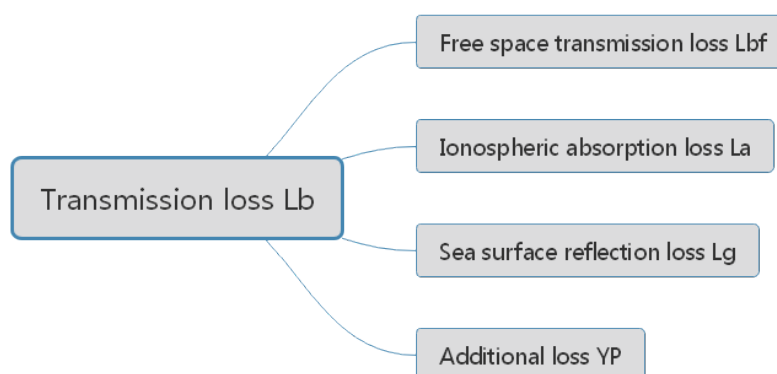 Free space transmission loss Lbf
Ionospheric absorption loss La
Transmission loss Lb
Sea surface reflection loss Lg
Additional loss YP